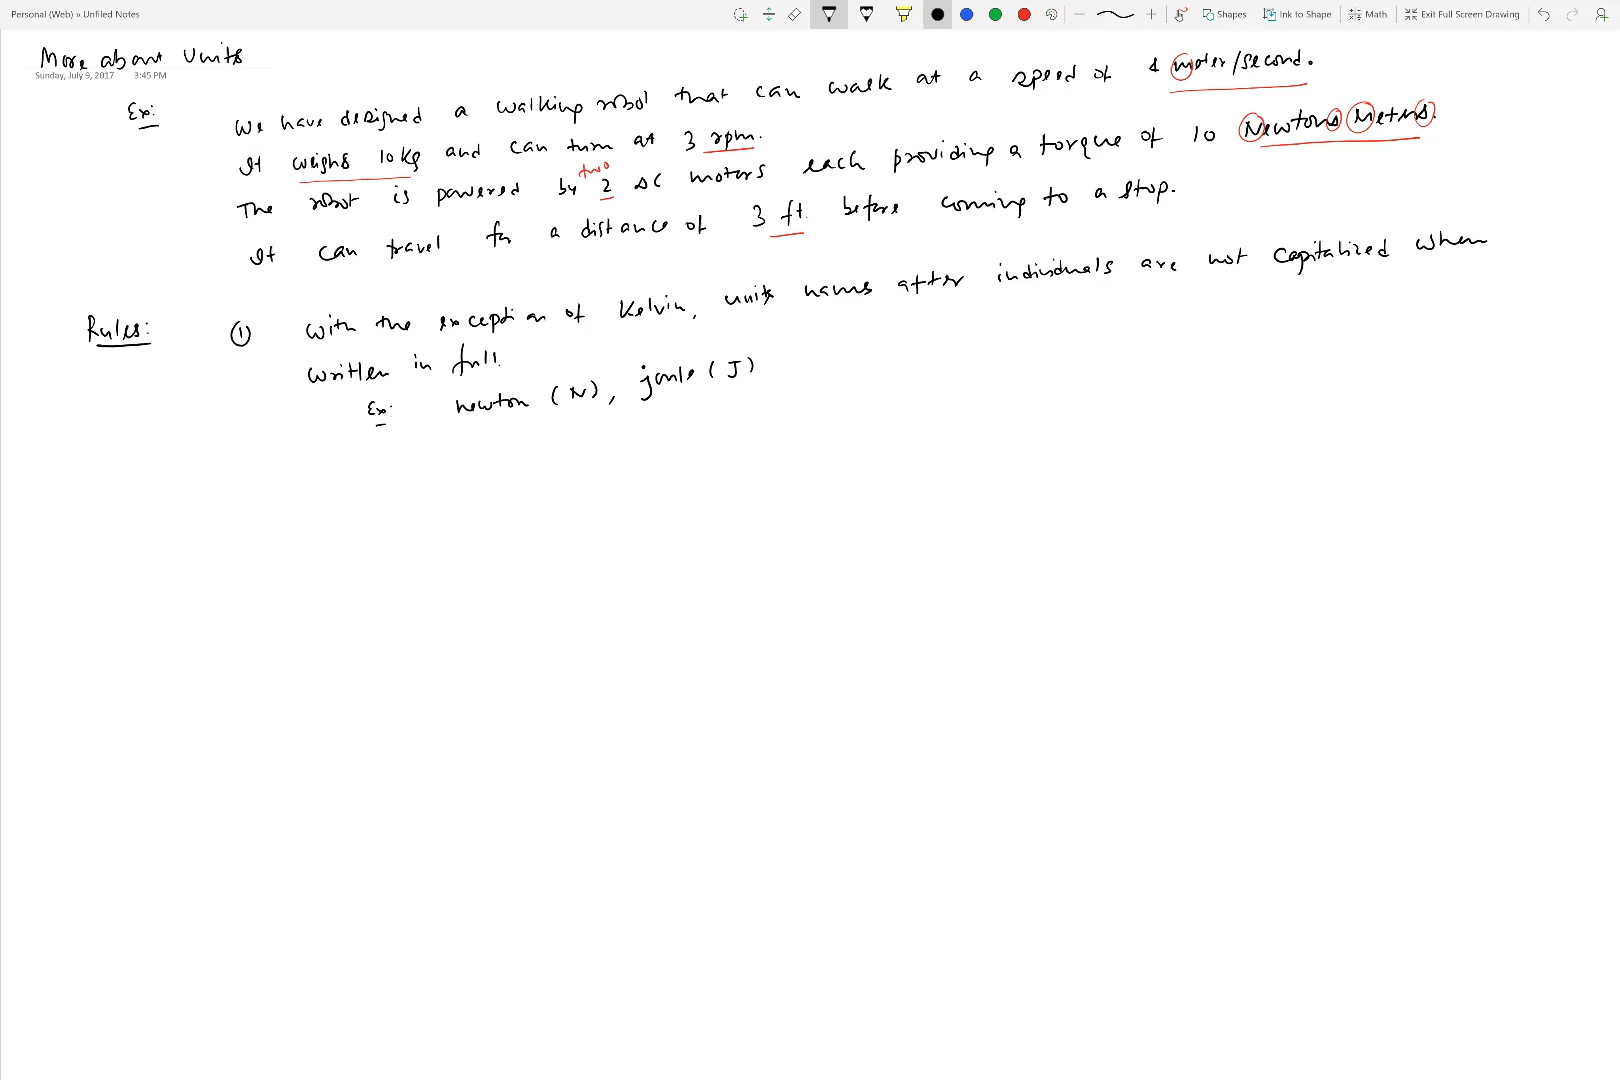 Personal (Web) » Unfiled Notes
Shapes Ink to Shape Math Exit Full Screen Drawing
More about Units
Sunday, July 9, 2017 3:45 PM
Ex: We have designed a walking robot that can walk at a speed of 1 meter/second.
It weighs 10 kg and can turn at 3 rpm.
two
The robot is powered by 2 DC motors each providing a torque of 10 Newtons Meters.
It can travel for a distance of 3 ft. before coming to a stop.
Rules: ① With the exception of Kelvin, units names after individuals are not capitalized when
written in full.
Ex: newton (N), joule (J)